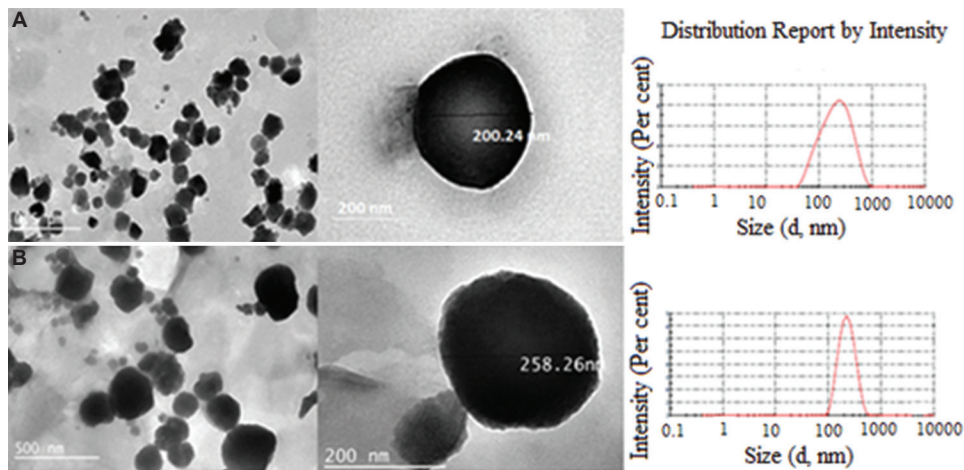 A
200.24 nm
200 nm
Distribution Report by Intensity
Intensity (Per cent)
0.1 1 10 100 1000 10000
Size (d, nm)
B
500 nm
258.26nm
200 nm
Intensity (Per cent)
0.1 1 10 100 1000 10000
Size (d, nm)